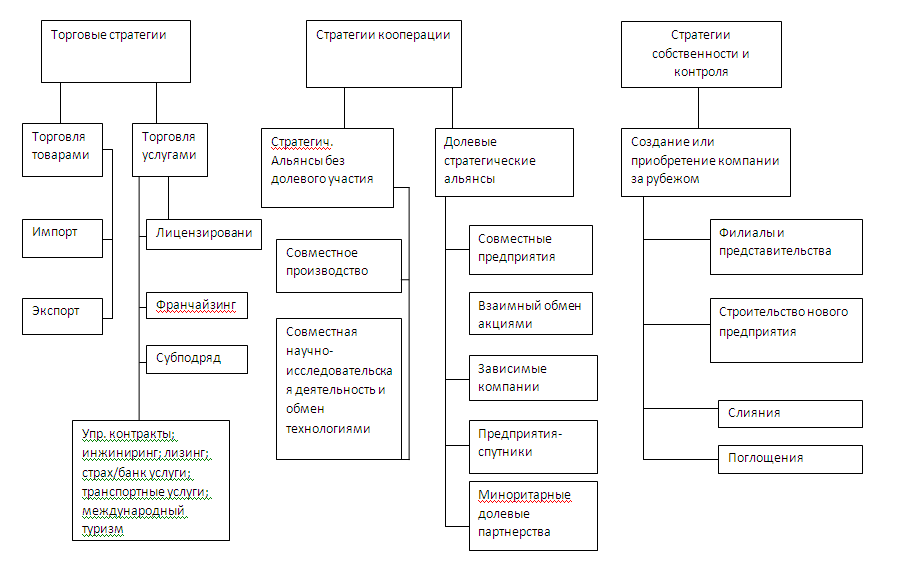 Торговые стратегии
Стратегии кооперации
Стратегии
собственности и
контроля
Торговля
товарами
Торговля
услугами
Стратегич.
Альянсы без
долевого участия
Долевые
стратегические
альянсы
Создание или
приобретение компании
за рубежом
Импорт
Экспорт
Лицензировани
Франчайзинг
Субподряд
Упр. контракты;
инжиниринг; лизинг;
страх/банк услуги;
транспортные услуги;
международный
туризм
Совместное
производство
Совместная
научно-
исследовательска
я деятельность и
обмен
технологиями
Совместные
предприятия
Взаимный обмен
акциями
Зависимые
компании
Предприятия-
спутники
Миноритарные
долевые
партнерства
Филиалы и
представительства
Строительство нового
предприятия
Слияния
Поглощения